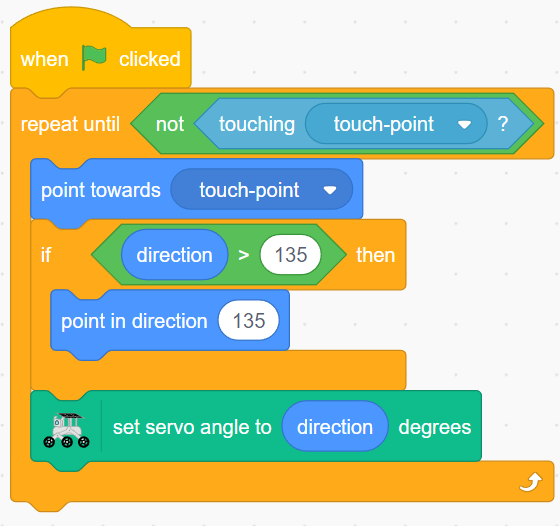 when clicked
repeat until not touching touch-point ?
point towards touch-point
if direction > 135 then
point in direction 135
set servo angle to direction degrees